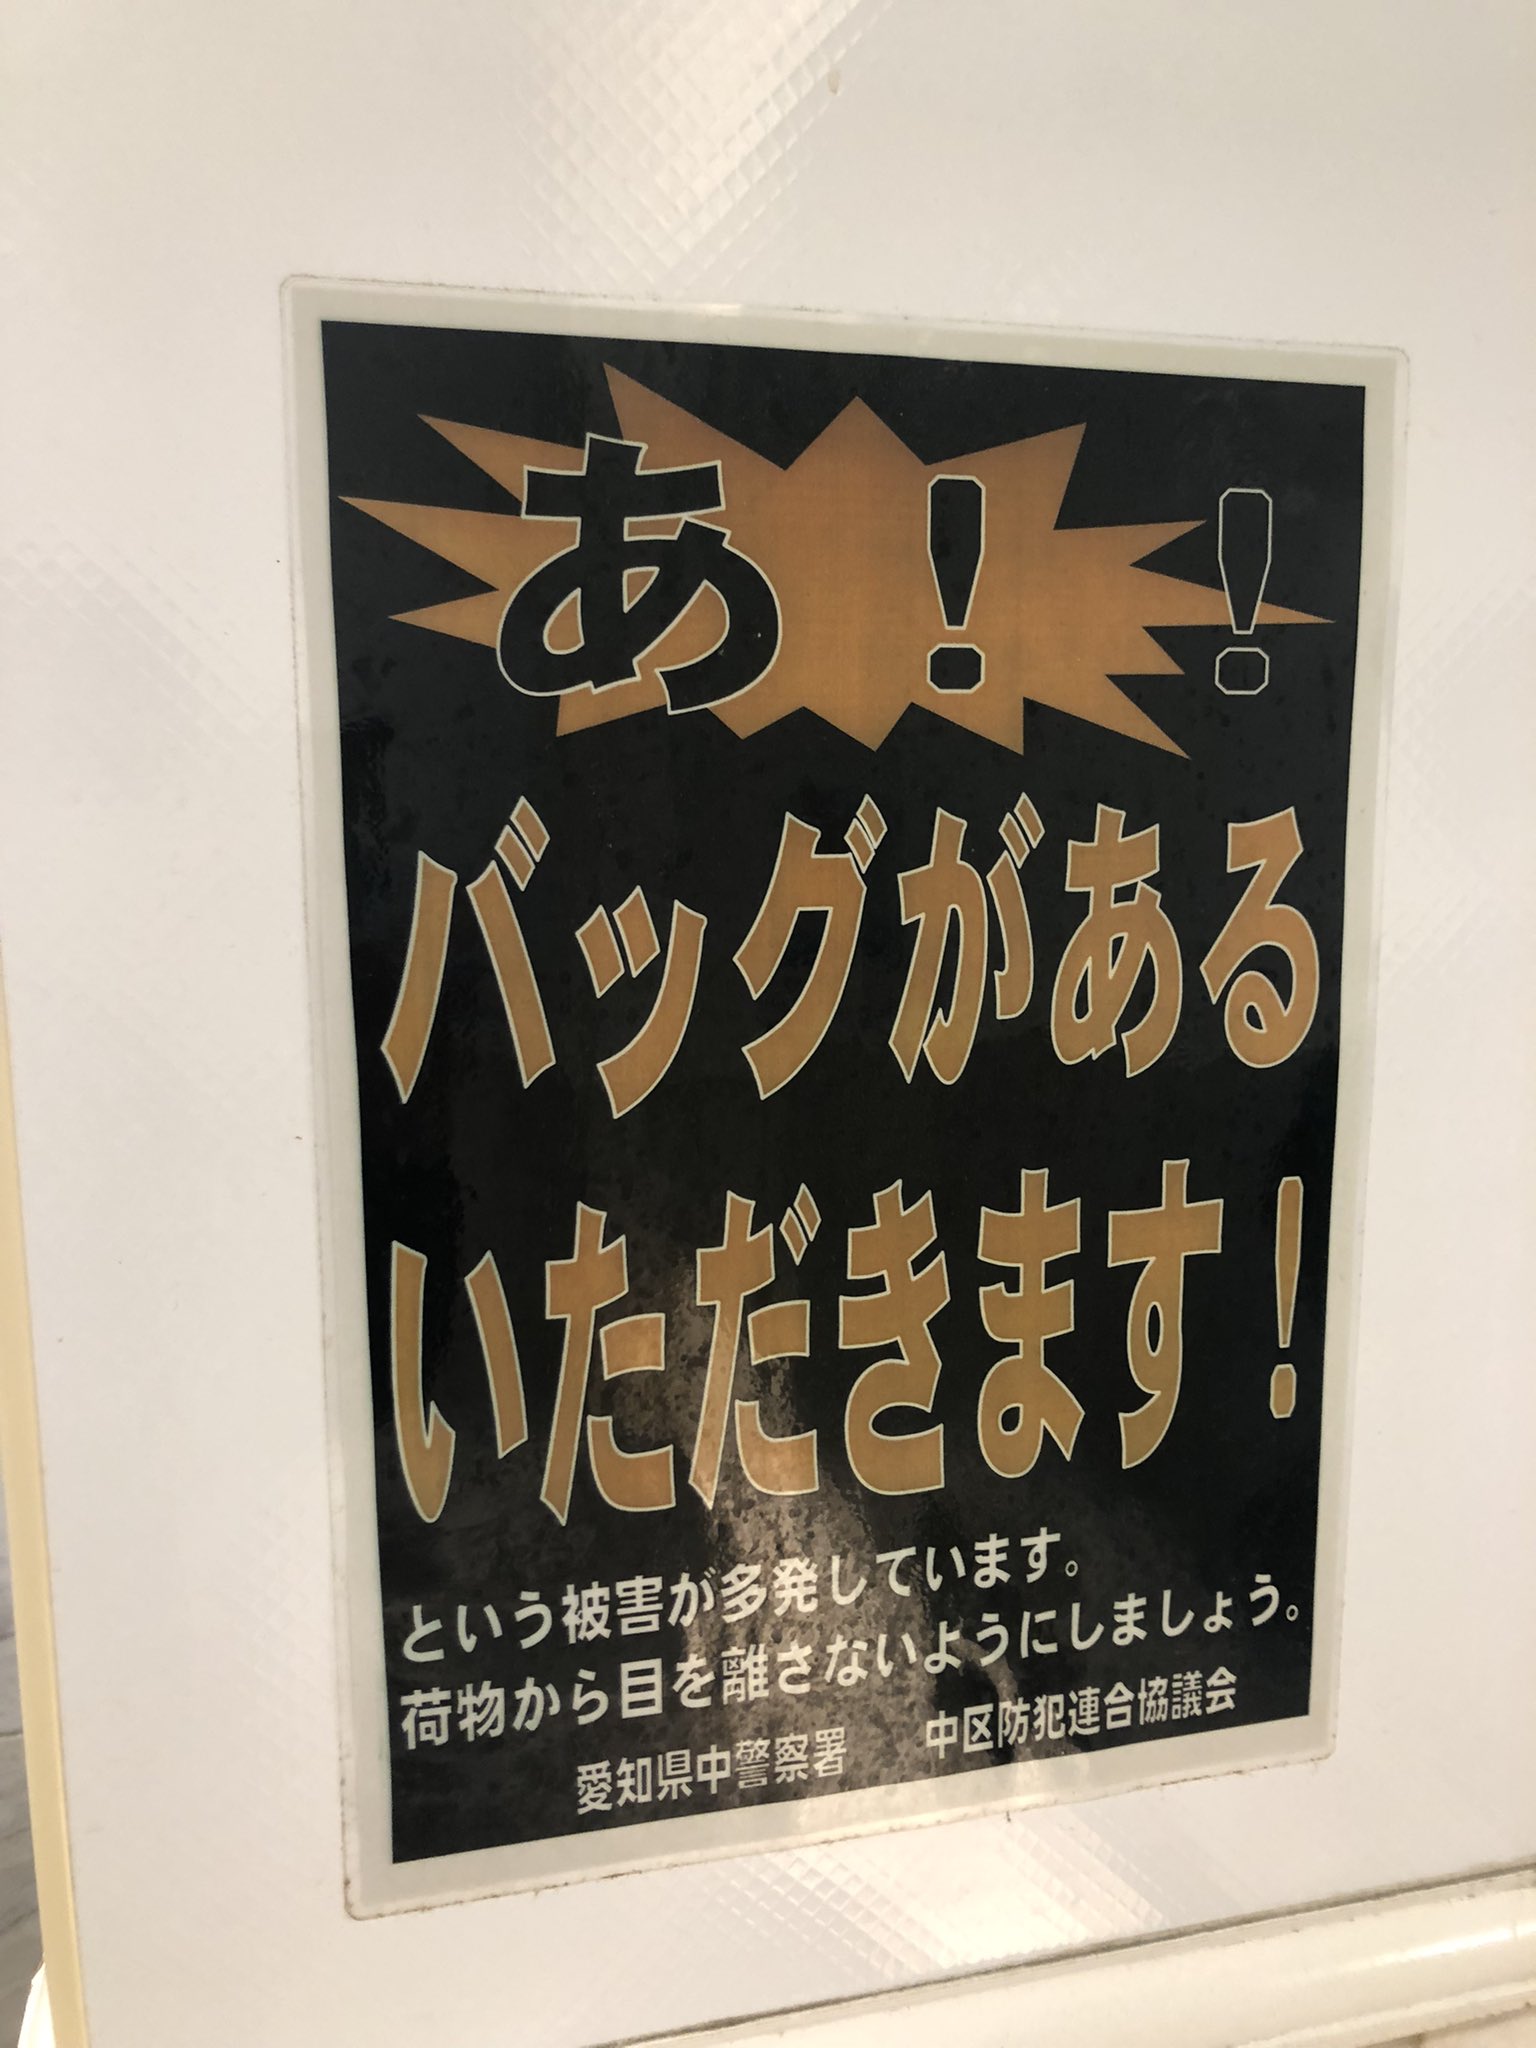 あ！！
バッグがある
いただきます！
という被害が多発しています。
荷物から目を離さないようにしましょう。
愛知県中警察署　中区防犯連合協議会